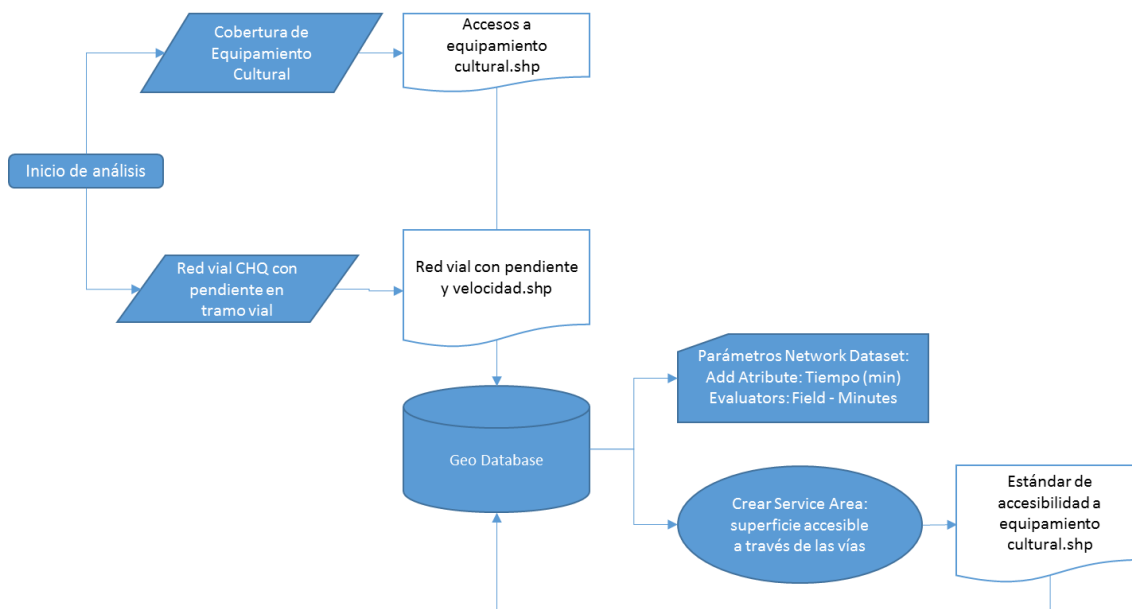 Cobertura de
Equipamiento
Cultural
Accesos a
equipamiento
cultural.shp
Inicio de análisis
Red vial CHQ con
pendiente en
tramo vial
Red vial con pendiente
y velocidad.shp
Parámetros Network Dataset:
Add Atribute: Tiempo (min)
Evaluators: Field - Minutes
Geo Database
Crear Service Area:
superficie accesible
a través de las vías
Estándar de
accesibilidad a
equipamiento
cultural.shp